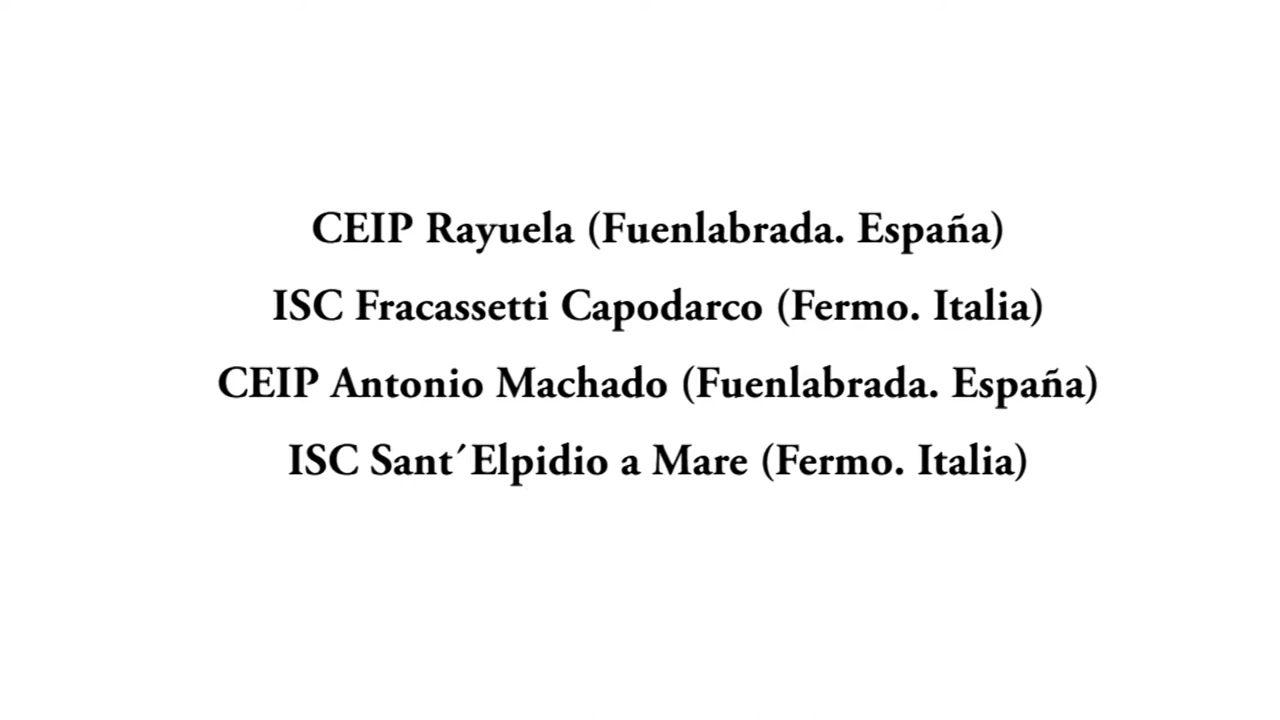 CEIP Rayuela (Fuenlabrada. España)
ISC Fracassetti Capodarco (Fermo. Italia)
CEIP Antonio Machado (Fuenlabrada. España)
ISC Sant´Elpidio a Mare (Fermo. Italia)